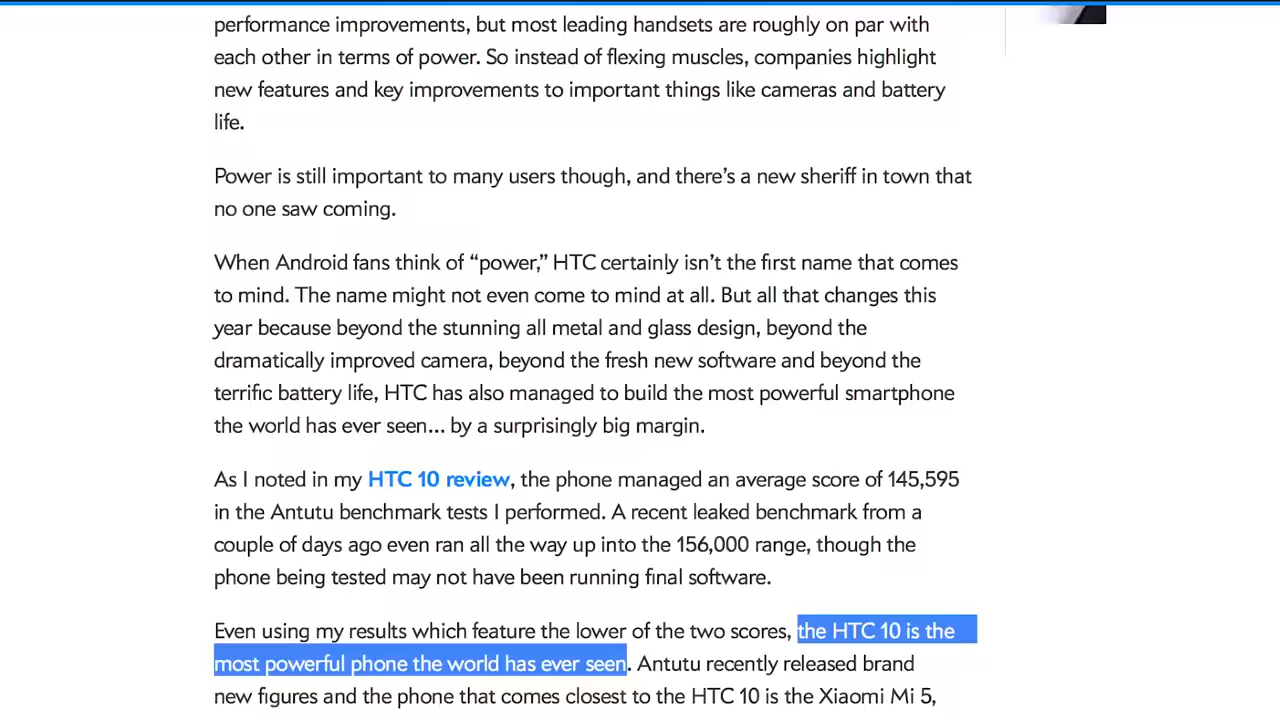 performance improvements, but most leading handsets are roughly on par with
each other in terms of power. So instead of flexing muscles, companies highlight
new features and key improvements to important things like cameras and battery
life.
Power is still important to many users though, and there’s a new sheriff in town that
no one saw coming.
When Android fans think of “power,” HTC certainly isn’t the first name that comes
to mind. The name might not even come to mind at all. But all that changes this
year because beyond the stunning all metal and glass design, beyond the
dramatically improved camera, beyond the fresh new software and beyond the
terrific battery life, HTC has also managed to build the most powerful smartphone
the world has ever seen… by a surprisingly big margin.
As I noted in my HTC 10 review, the phone managed an average score of 145,595
in the Antutu benchmark tests I performed. A recent leaked benchmark from a
couple of days ago even ran all the way up into the 156,000 range, though the
phone being tested may not have been running final software.
Even using my results which feature the lower of the two scores, the HTC 10 is the
most powerful phone the world has ever seen. Antutu recently released brand
new figures and the phone that comes closest to the HTC 10 is the Xiaomi Mi 5,